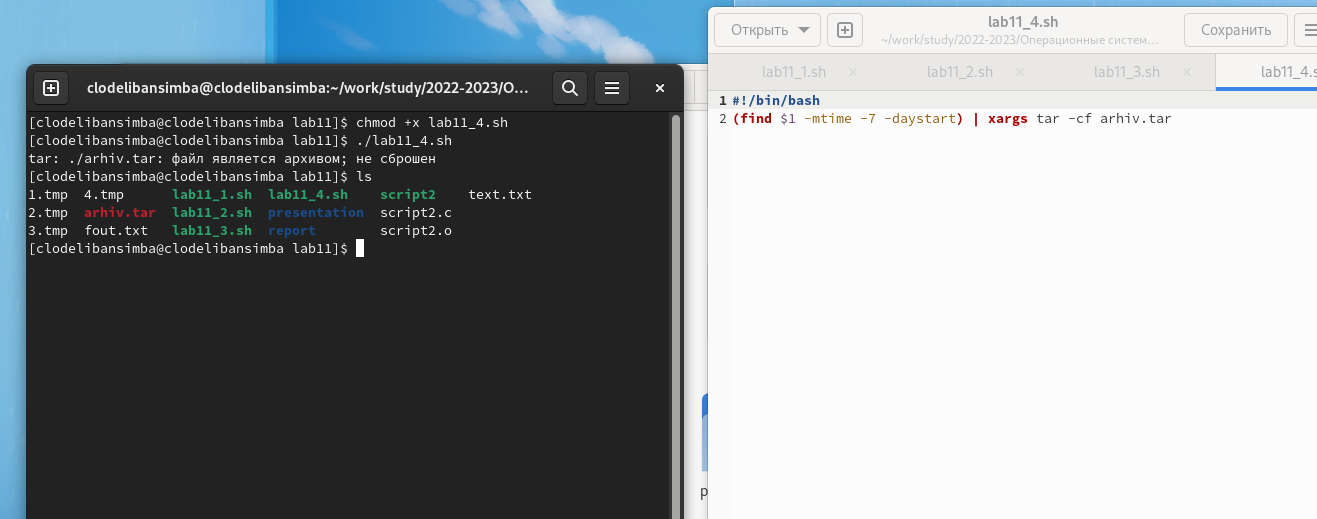 clodelibansimba@clodelibansimba:~/work/study/2022-2023/О...
[clodelibansimba@clodelibansimba lab11]$ chmod +x lab11_4.sh
[clodelibansimba@clodelibansimba lab11]$ ./lab11_4.sh
tar: ./arhiv.tar: файл является архивом; не сброшен
[clodelibansimba@clodelibansimba lab11]$ ls
1.tmp 4.tmp lab11_1.sh lab11_4.sh script2 text.txt
2.tmp arhiv.tar lab11_2.sh presentation script2.c
3.tmp fout.txt lab11_3.sh report script2.o
[clodelibansimba@clodelibansimba lab11]$
Открыть
lab11_4.sh
~/work/study/2022-2023/Операционные систем...
Сохранить
lab11_1.sh × lab11_2.sh × lab11_3.sh × lab11_4.s
1 #!/bin/bash
2 (find $1 -mtime -7 -daystart) | xargs tar -cf arhiv.tar
p